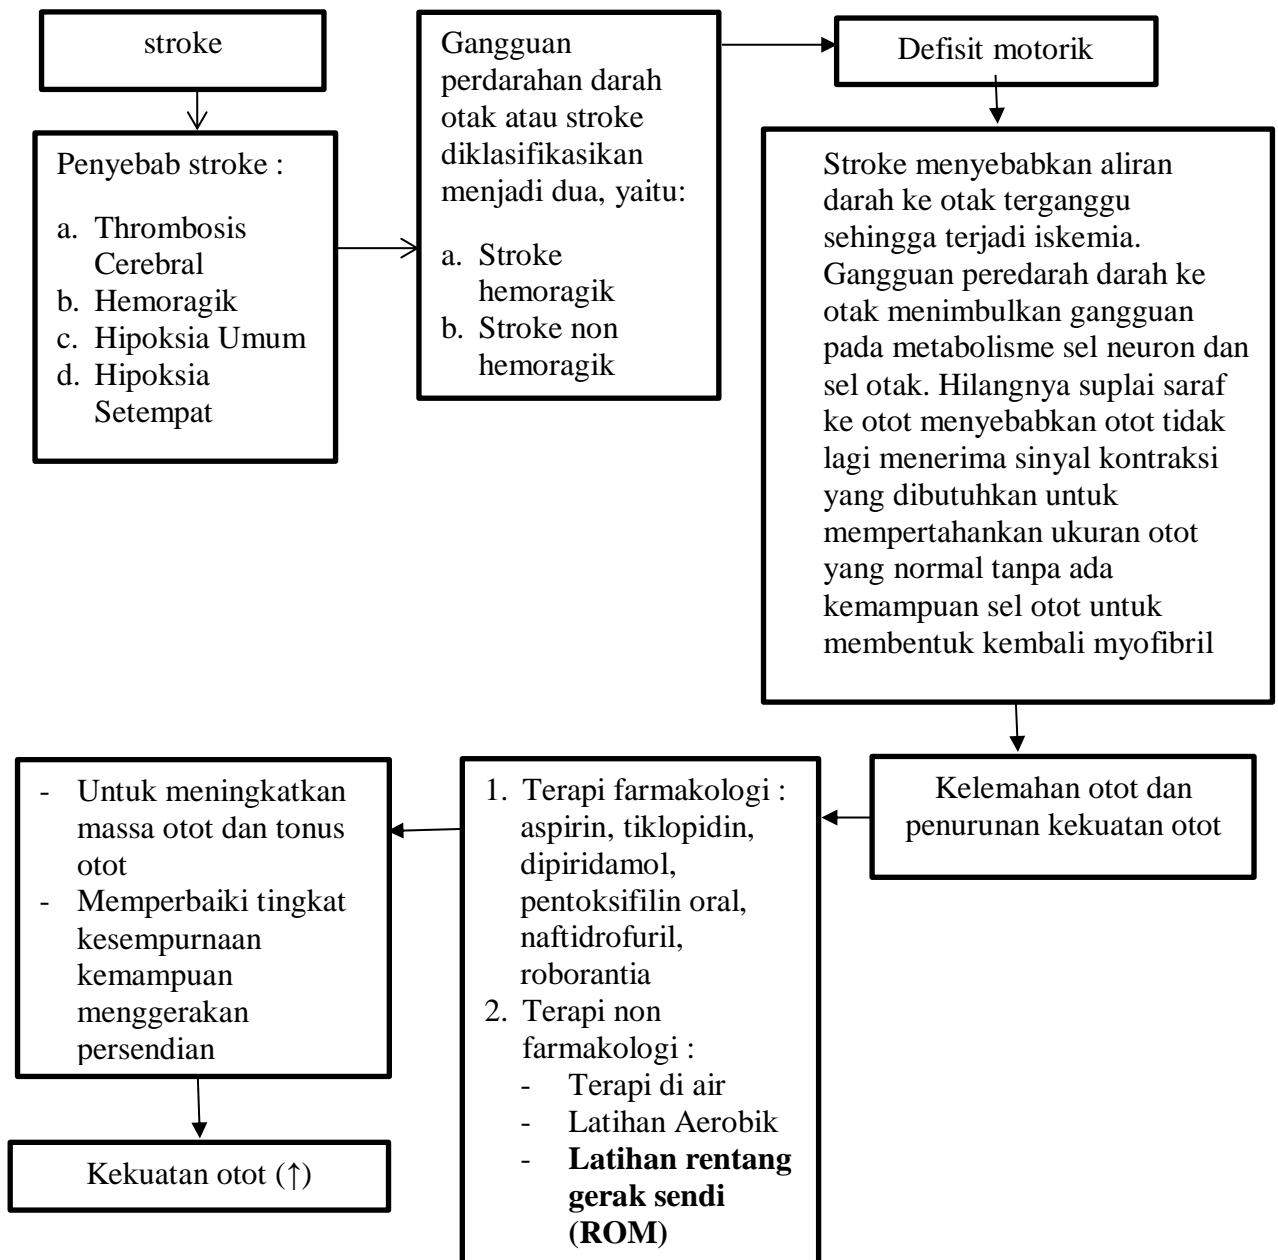 stroke
Penyebab stroke :
a. Thrombosis
Cerebral
b. Hemoragik
c. Hipoksia Umum
d. Hipoksia
Setempat
Gangguan
perdarahan darah
otak atau stroke
diklasifikasikan
menjadi dua, yaitu:
a. Stroke
hemoragik
b. Stroke non
hemoragik
Defisit motorik
Stroke menyebabkan aliran
darah ke otak terganggu
sehingga terjadi iskemia.
Gangguan peredarah darah ke
otak menimbulkan gangguan
pada metabolisme sel neuron dan
sel otak. Hilangnya suplai saraf
ke otot menyebabkan otot tidak
lagi menerima sinyal kontraksi
yang dibutuhkan untuk
mempertahankan ukuran otot
yang normal tanpa ada
kemampuan sel otot untuk
membentuk kembali myofibril
Kelemahan otot dan
penurunan kekuatan otot
1. Terapi farmakologi :
aspirin, tiklopidin,
dipiridamol,
pentoksifilin oral,
naftidrofuril,
roborantia
2. Terapi non
farmakologi :
- Terapi di air
- Latihan Aerobik
- Latihan rentang
gerak sendi
(ROM)
- Untuk meningkatkan
massa otot dan tonus
otot
- Memperbaiki tingkat
kesempurnaan
kemampuan
menggerakan
persendian
Kekuatan otot (↑)